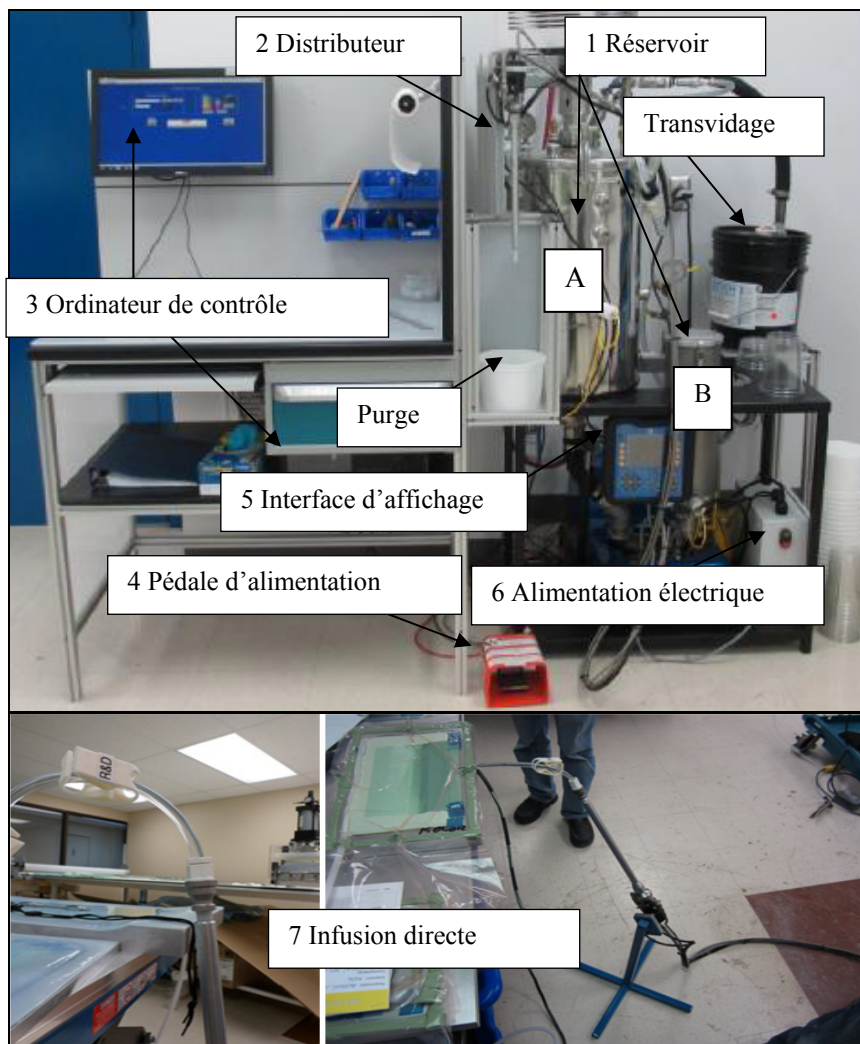 2 Distributeur
1 Réservoir
Transvidage
A
3 Ordinateur de contrôle
Purge
B
5 Interface d’affichage
4 Pédale d’alimentation
6 Alimentation électrique
R&D
7 Infusion directe